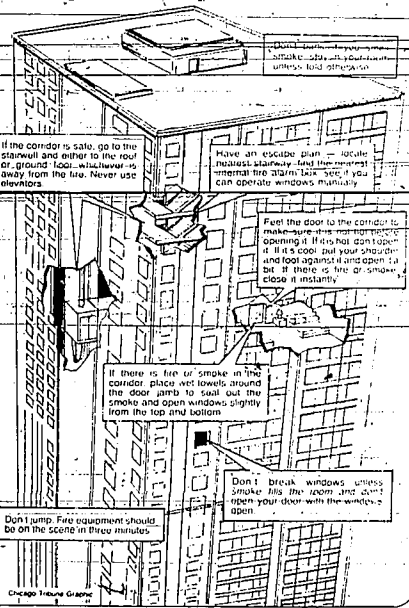 Don't panic. If you smell
smoke, stay in your room
unless told otherwise.
If the corridor is safe, go to the
stairwell and either to the roof
or ground floor whichever is
away from the fire. Never use
elevators.
Have an escape plan — locate
nearest stairway, find the nearest
internal fire alarm box, see if you
can operate windows manually.
Feel the door to the corridor to
make sure it is not hot before
opening it. If it is hot don't open
it. If it's cool put your shoulder
and foot against it and open it a
bit. If there is fire or smoke,
close it instantly.
If there is fire or smoke in the
corridor, place wet towels around
the door jamb to seal out the
smoke and open windows slightly
from the top and bottom.
Don't break windows unless
smoke fills the room and don't
open your door with the windows
open.
Don't jump. Fire equipment should
be on the scene in three minutes.
Chicago Tribune Graphic